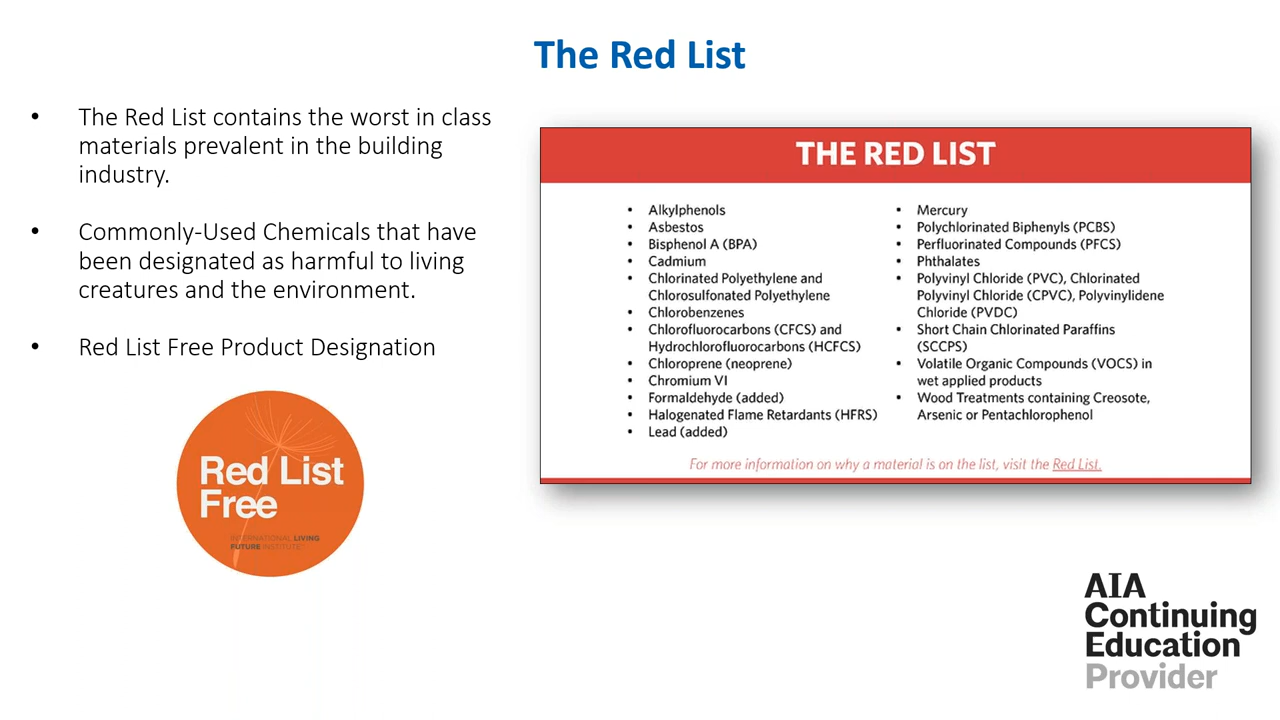 The Red List
• The Red List contains the worst in class
materials prevalent in the building
industry.
• Commonly-Used Chemicals that have
been designated as harmful to living
creatures and the environment.
• Red List Free Product Designation
Red List
Free
INTERNATIONAL LIVING
FUTURE INSTITUTE
THE RED LIST
• Alkylphenols
• Asbestos
• Bisphenol A (BPA)
• Cadmium
• Chlorinated Polyethylene and
Chlorosulfonated Polyethylene
• Chlorobenzenes
• Chlorofluorocarbons (CFCS) and
Hydrochlorofluorocarbons (HCFCS)
• Chloroprene (neoprene)
• Chromium VI
• Formaldehyde (added)
• Halogenated Flame Retardants (HFRS)
• Lead (added)
• Mercury
• Polychlorinated Biphenyls (PCBS)
• Perfluorinated Compounds (PFCS)
• Phthalates
• Polyvinyl Chloride (PVC), Chlorinated
Polyvinyl Chloride (CPVC), Polyvinylidene
Chloride (PVDC)
• Short Chain Chlorinated Paraffins
(SCCPS)
• Volatile Organic Compounds (VOCS) in
wet applied products
• Wood Treatments containing Creosote,
Arsenic or Pentachlorophenol
For more information on why a material is on the list, visit the Red List.
AIA
Continuing
Education
Provider